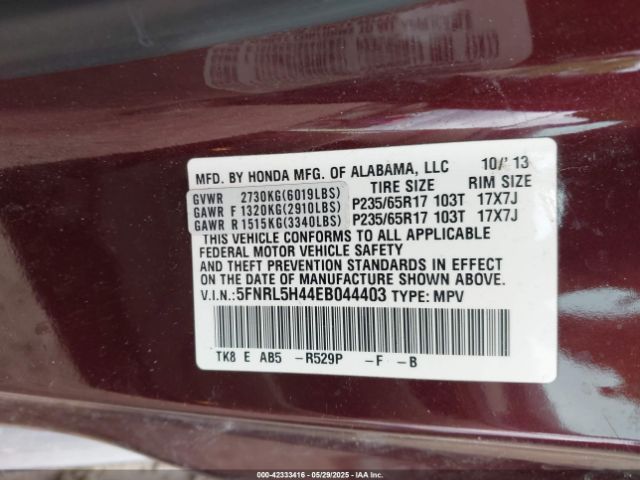 MFD. BY HONDA MFG. OF ALABAMA, LLC 10/ 13
TIRE SIZE RIM SIZE
GVWR 2730KG(6019LBS)
GAWR F 1320KG(2910LBS) P235/65R17 103T 17X7J
GAWR R 1515KG(3340LBS) P235/65R17 103T 17X7J
THIS VEHICLE CONFORMS TO ALL APPLICABLE
FEDERAL MOTOR VEHICLE SAFETY
AND THEFT PREVENTION STANDARDS IN EFFECT
ON THE DATE OF MANUFACTURE SHOWN ABOVE.
V.I.N.: 5FNRL5H44EB044403 TYPE: MPV
TK8 E AB5 -R529P -F -B
000-42333416 - 05/29/2025 - IAAI.COM